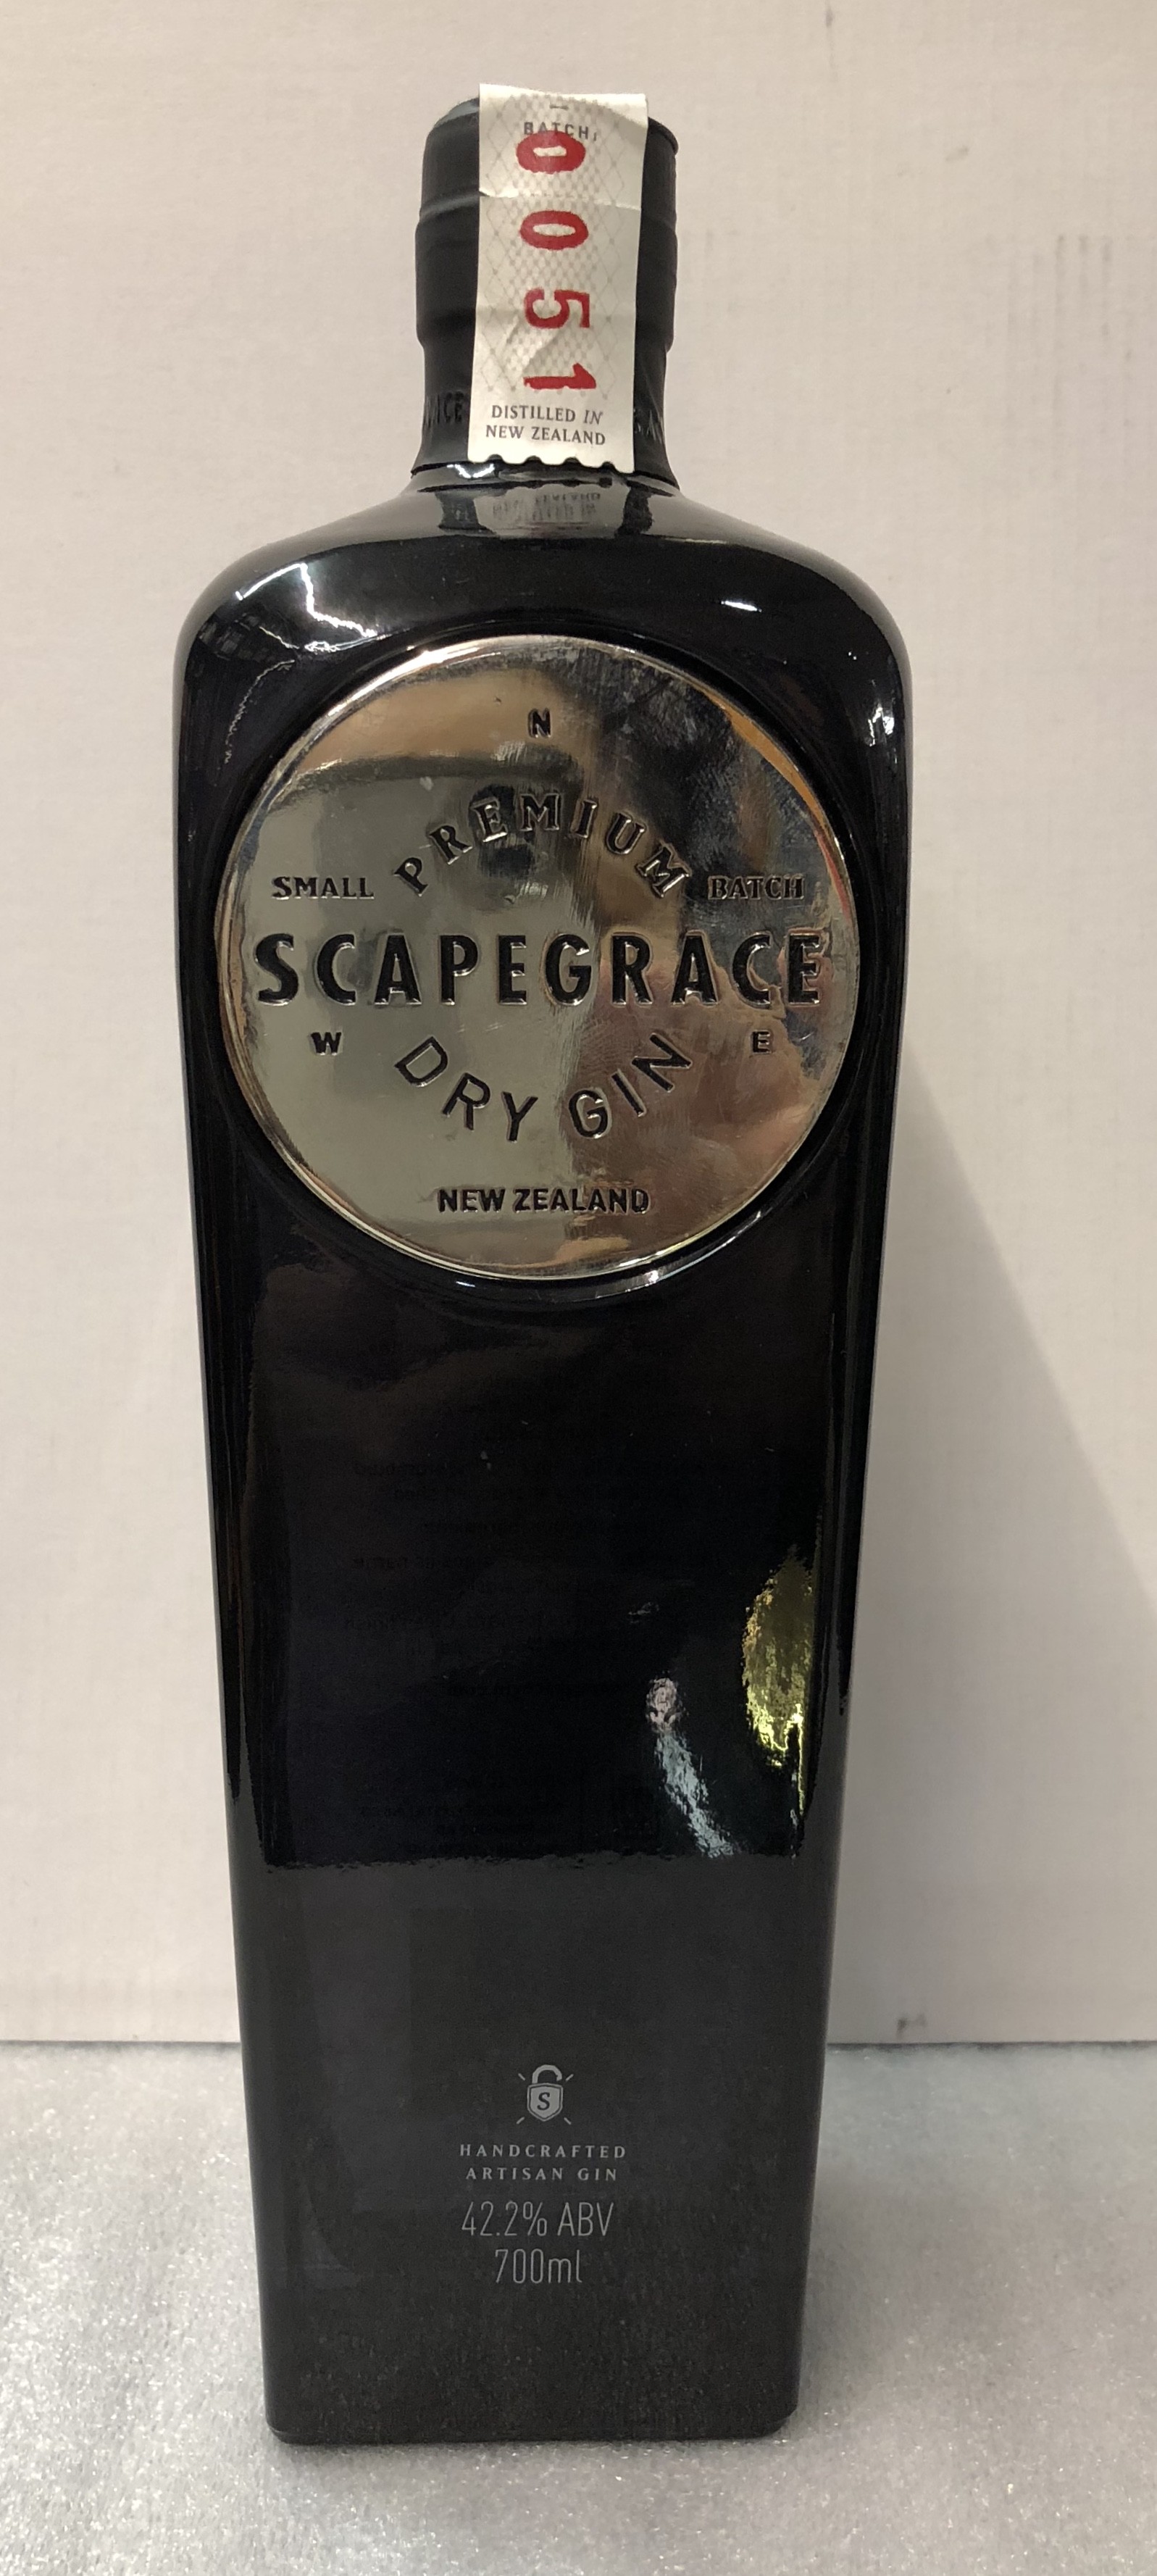 BATCH:
0051
DISTILLED IN
NEW ZEALAND
N
PREMIUM
SMALL BATCH
SCAPEGRACE
W E
DRY GIN
NEW ZEALAND
S
HANDCRAFTED
ARTISAN GIN
42.2% ABV
700ml